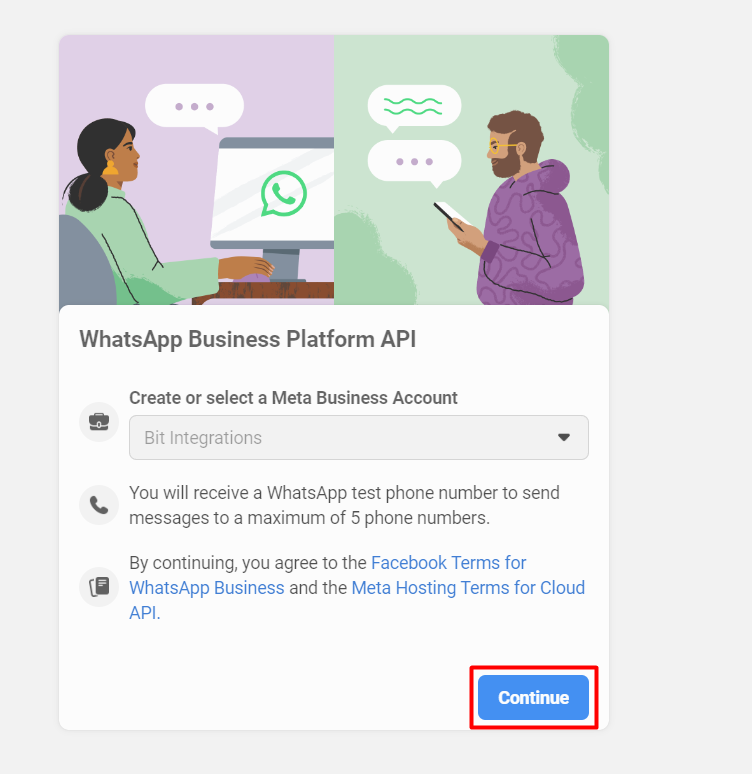 WhatsApp Business Platform API
Create or select a Meta Business Account
Bit Integrations
You will receive a WhatsApp test phone number to send
messages to a maximum of 5 phone numbers.
By continuing, you agree to the Facebook Terms for
WhatsApp Business and the Meta Hosting Terms for Cloud
API.
Continue